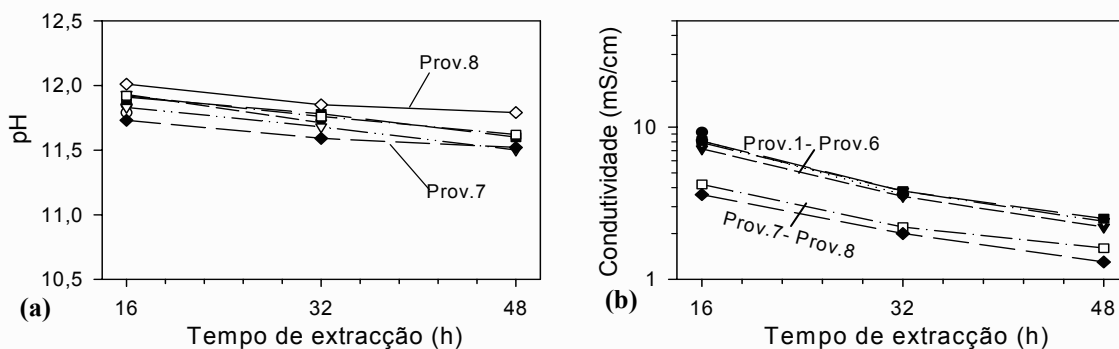 12,5
12,0
11,5
11,0
10,5
pH
Prov.8
Prov.7
16
32
48
(a)
Tempo de extracção (h)
10
1
Condutividade (mS/cm)
Prov.1- Prov.6
Prov.7- Prov.8
16
32
48
(b)
Tempo de extracção (h)